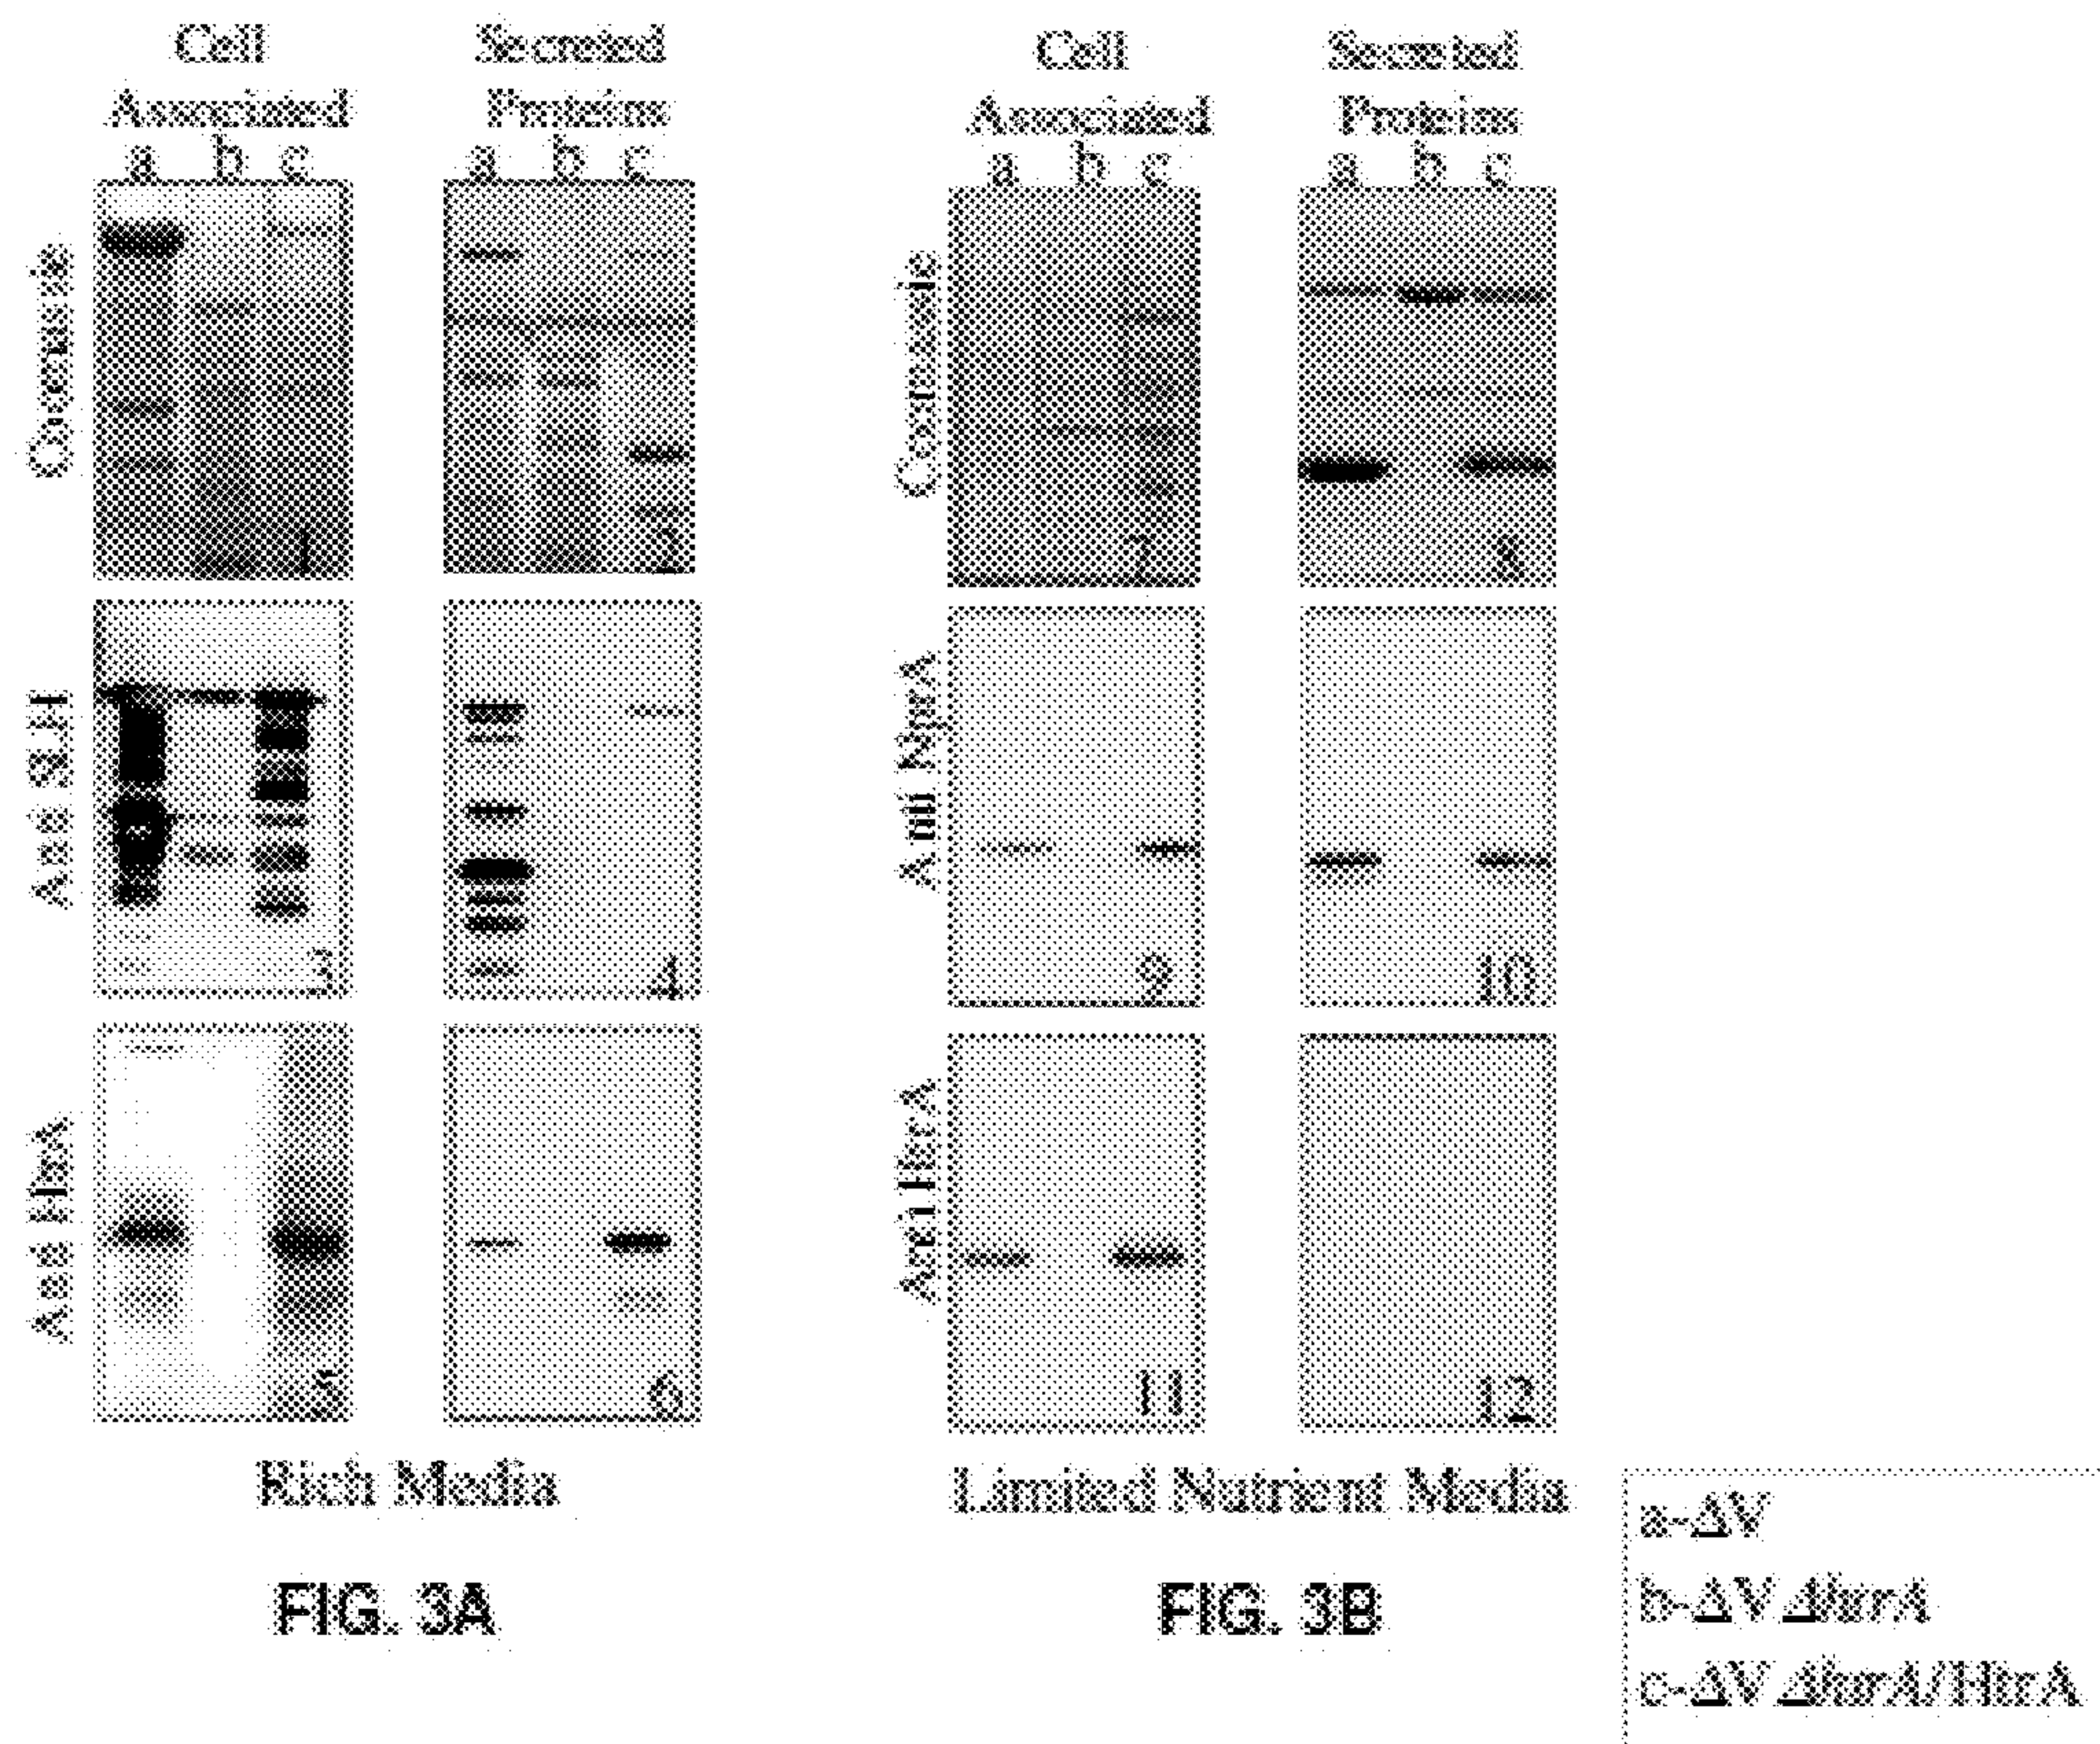 Cell
Associated
a b c
Secreted
Proteins
a b c
Coomassie
1
2
Anti SLH
3
4
Anti HtrA
5
6
Rich Media
FIG. 3A
Cell
Associated
a b c
Secreted
Proteins
a b c
Coomassie
7
8
Anti NprA
9
10
Anti HtrA
11
12
Limited Nutrient Media
FIG. 3B
a-ΔV
b-ΔV ΔhtrA
c-ΔV ΔhtrA/HtrA